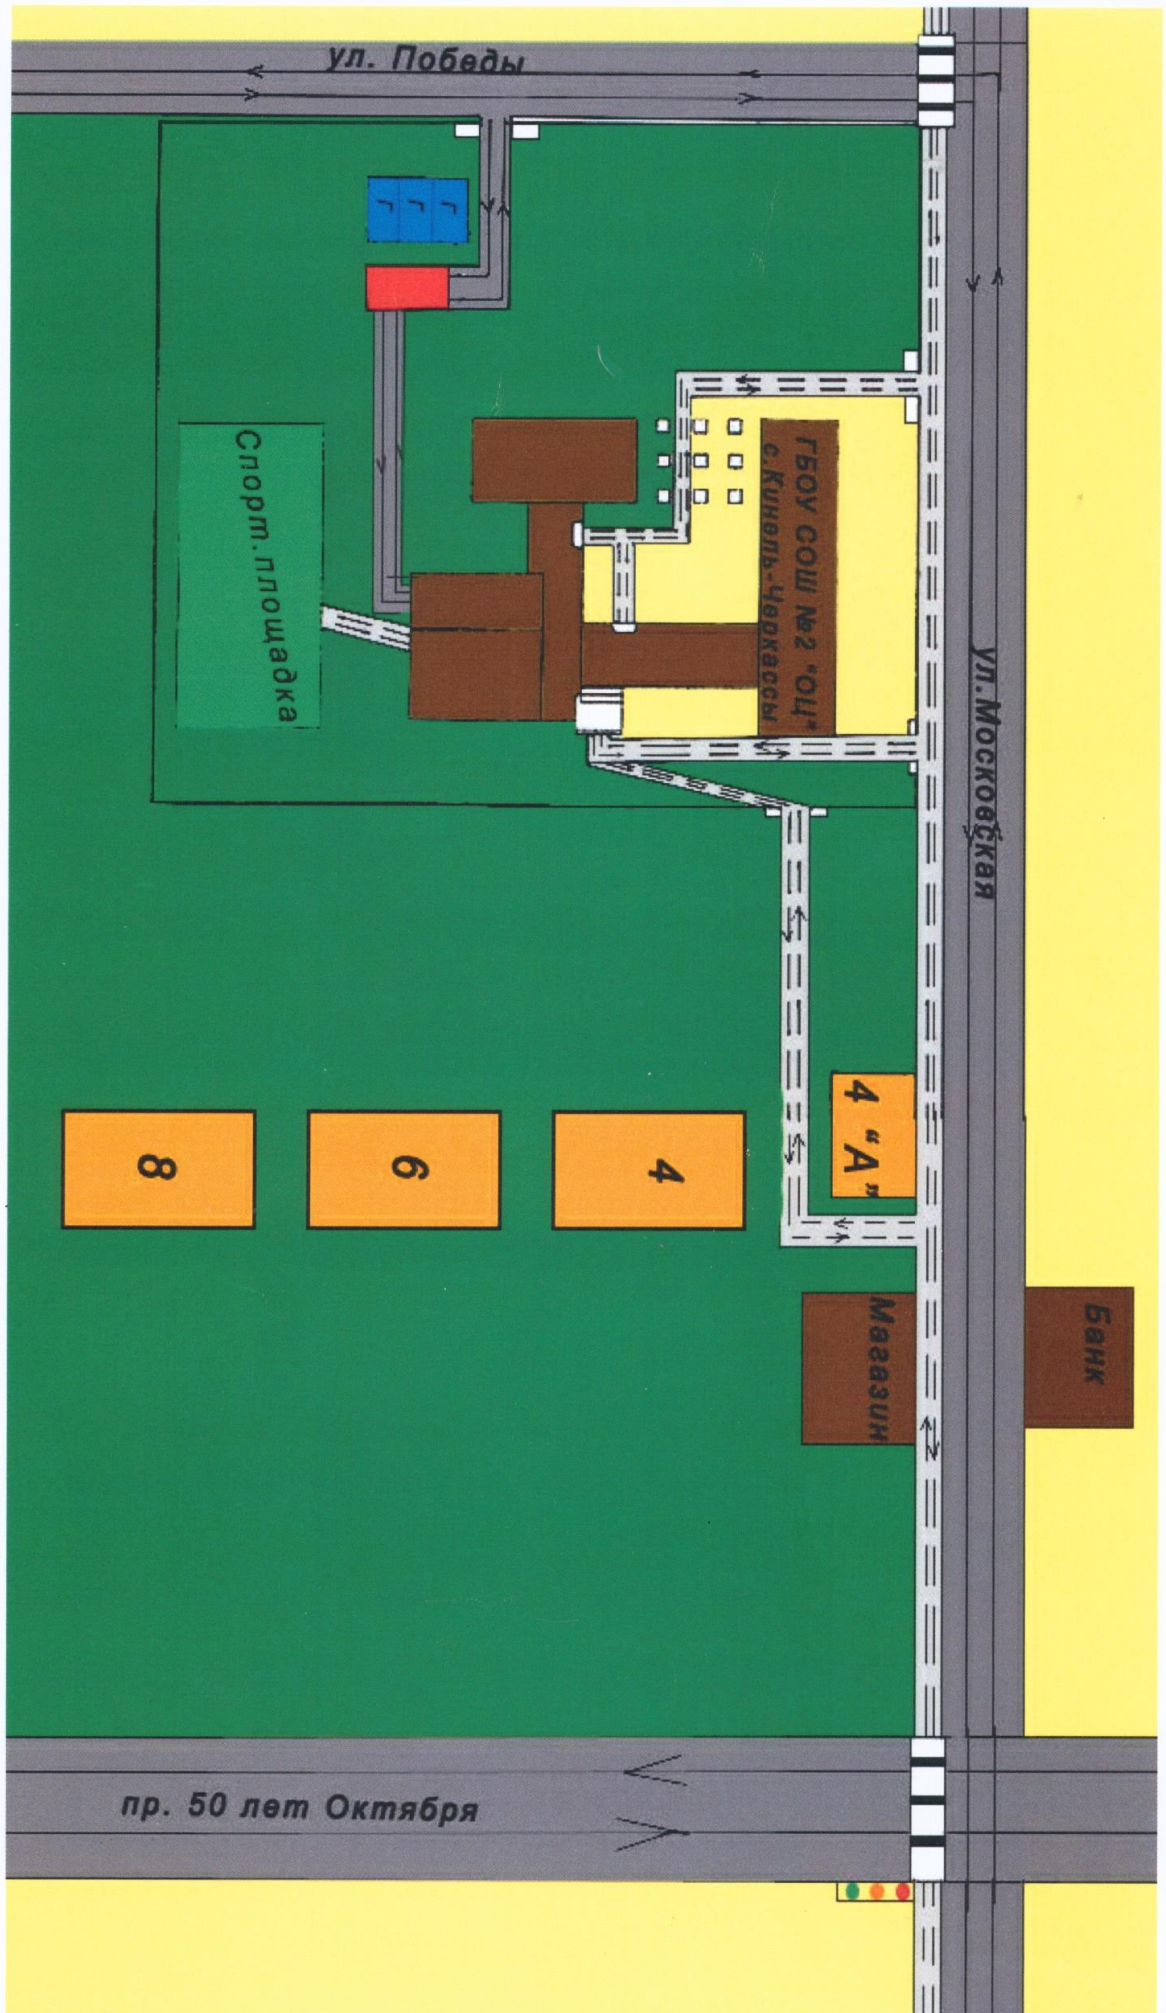 ул. Победы
Г Г Г
ГБОУ СОШ №2 "ОЦ"
с.Кинель-Черкассы
Спорт.площадка
ул.Московская
4 "А"
8
6
4
Магазин
Банк
пр. 50 лет Октября